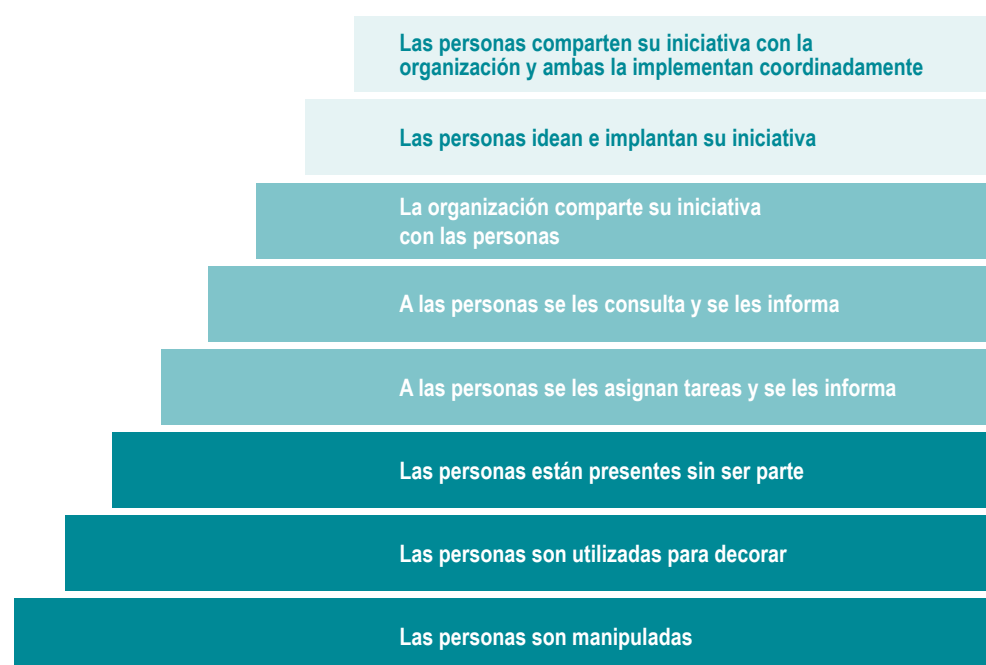 Las personas comparten su iniciativa con la
organización y ambas la implementan coordinadamente
Las personas idean e implantan su iniciativa
La organización comparte su iniciativa
con las personas
A las personas se les consulta y se les informa
A las personas se les asignan tareas y se les informa
Las personas están presentes sin ser parte
Las personas son utilizadas para decorar
Las personas son manipuladas